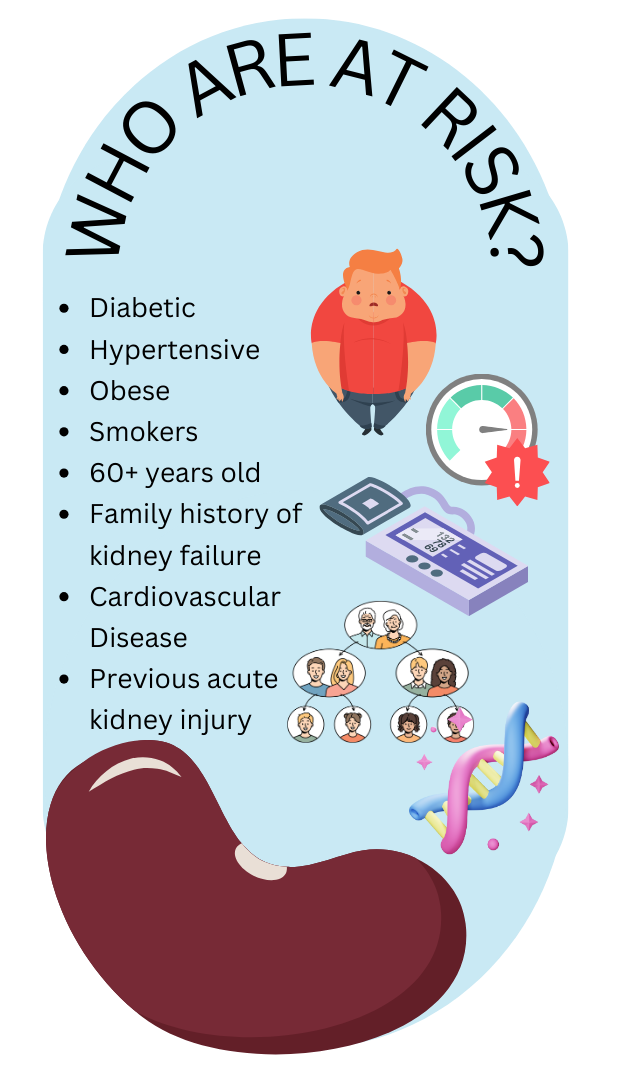 WHO ARE AT RISK?
• Diabetic
• Hypertensive
• Obese
• Smokers
• 60+ years old
• Family history of
kidney failure
• Cardiovascular
Disease
• Previous acute
kidney injury
!